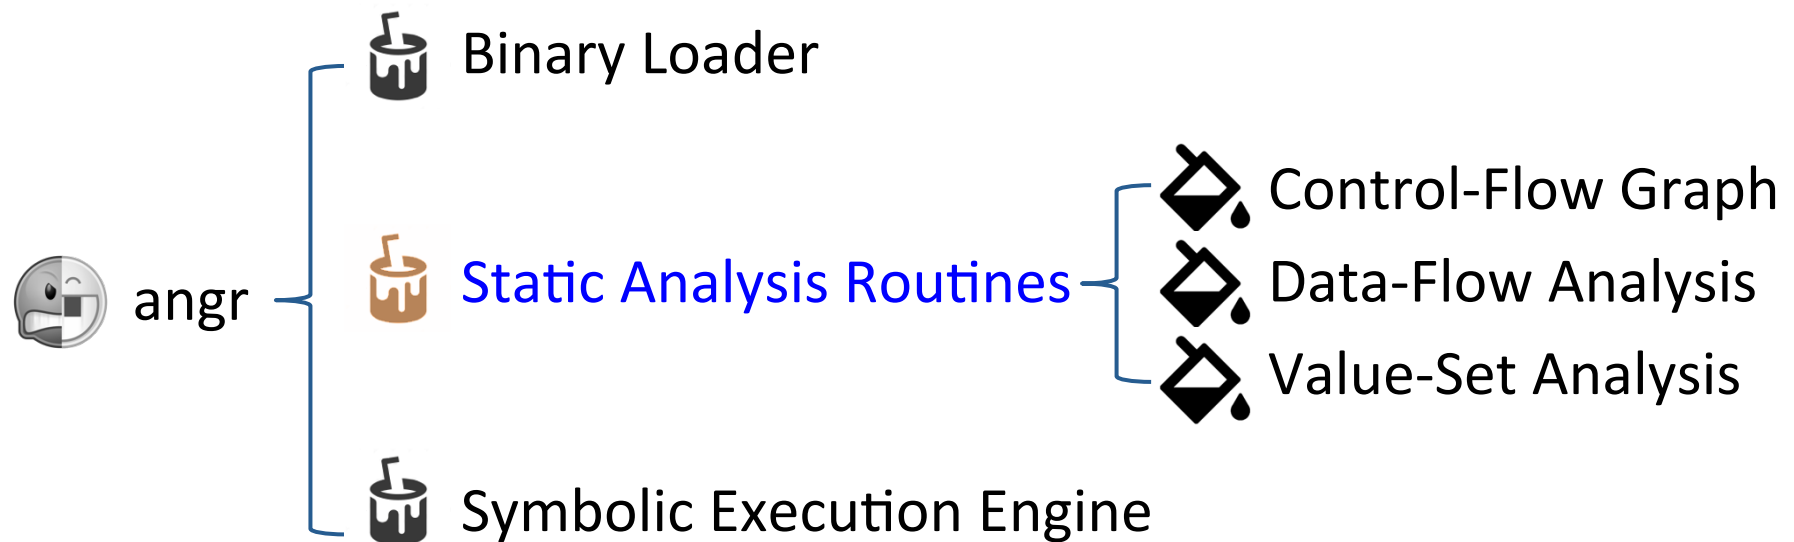 Binary Loader
Control-Flow Graph
angr
Static Analysis Routines
Data-Flow Analysis
Value-Set Analysis
Symbolic Execution Engine